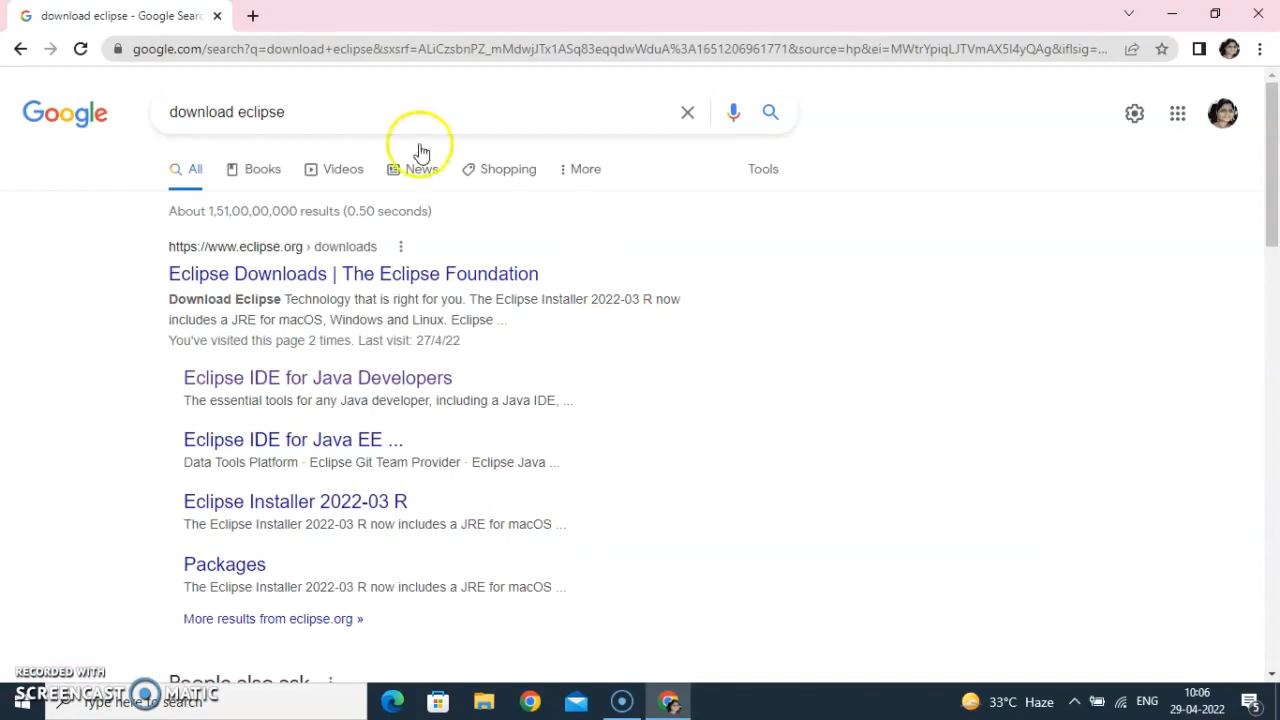 download eclipse - Google Sear
google.com/search?q=download+eclipse&sxsrf=ALiCzsbnPZ_mMdwjJTx1ASq83eqqdwWduA%3A1651206961771&source=hp&ei=MWtrYpiqLJTVmAX5l4yQAg&iflsig=...
Google
download eclipse
All
Books
Videos
News
Shopping
More
Tools
About 1,51,00,00,000 results (0.50 seconds)
https://www.eclipse.org › downloads
Eclipse Downloads | The Eclipse Foundation
Download Eclipse Technology that is right for you. The Eclipse Installer 2022-03 R now
includes a JRE for macOS, Windows and Linux. Eclipse ...
You've visited this page 2 times. Last visit: 27/4/22
Eclipse IDE for Java Developers
The essential tools for any Java developer, including a Java IDE, ...
Eclipse IDE for Java EE ...
Data Tools Platform · Eclipse Git Team Provider · Eclipse Java ...
Eclipse Installer 2022-03 R
The Eclipse Installer 2022-03 R now includes a JRE for macOS ...
Packages
The Eclipse Installer 2022-03 R now includes a JRE for macOS ...
More results from eclipse.org »
People also ask
RECORDED WITH
SCREENCAST MATIC
Type here to search
33°C Haze
ENG
10:06
29-04-2022
5